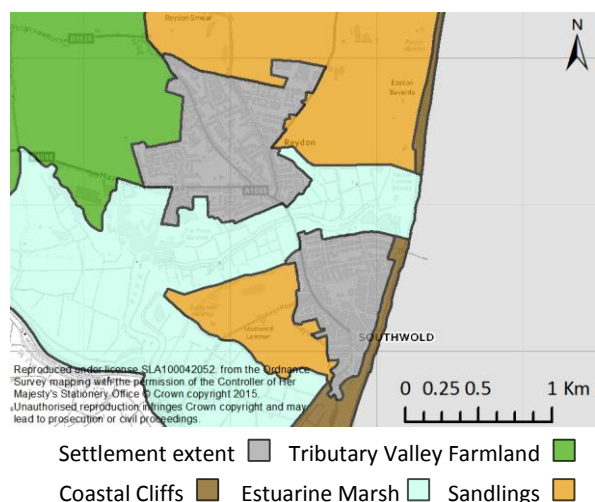 Reydon Smear
N
B1126
Easton
Bavents
Reydon
A1095
SOUTHWOLD
Southwold
Common
Reproduced under license SLA100042052. from the Ordnance
Survey mapping with the permission of the Controller of Her
Majesty's Stationery Office © Crown copyright 2015.
Unauthorised reproduction infringes Crown copyright and may
lead to prosecution or civil proceedings.
0 0.25 0.5 1 Km
Settlement extent Tributary Valley Farmland
Coastal Cliffs Estuarine Marsh Sandlings